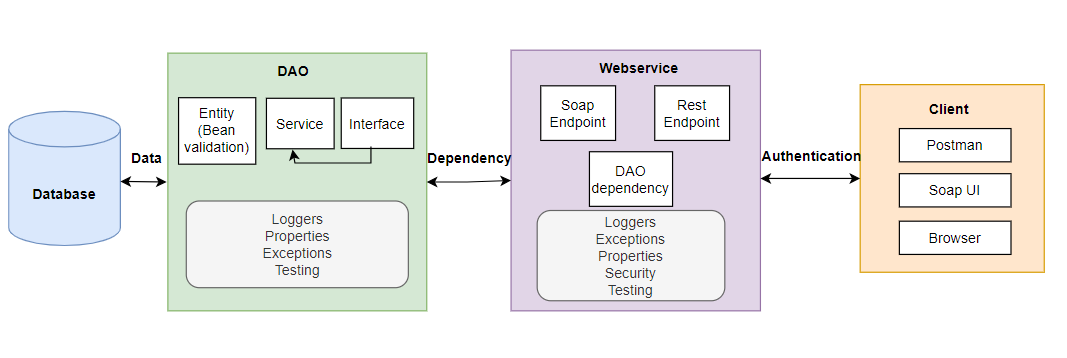 Database
Data
DAO
Entity
(Bean
validation)
Service
Interface
Loggers
Properties
Exceptions
Testing
Dependency
Webservice
Soap
Endpoint
Rest
Endpoint
DAO
dependency
Loggers
Exceptions
Properties
Security
Testing
Authentication
Client
Postman
Soap UI
Browser